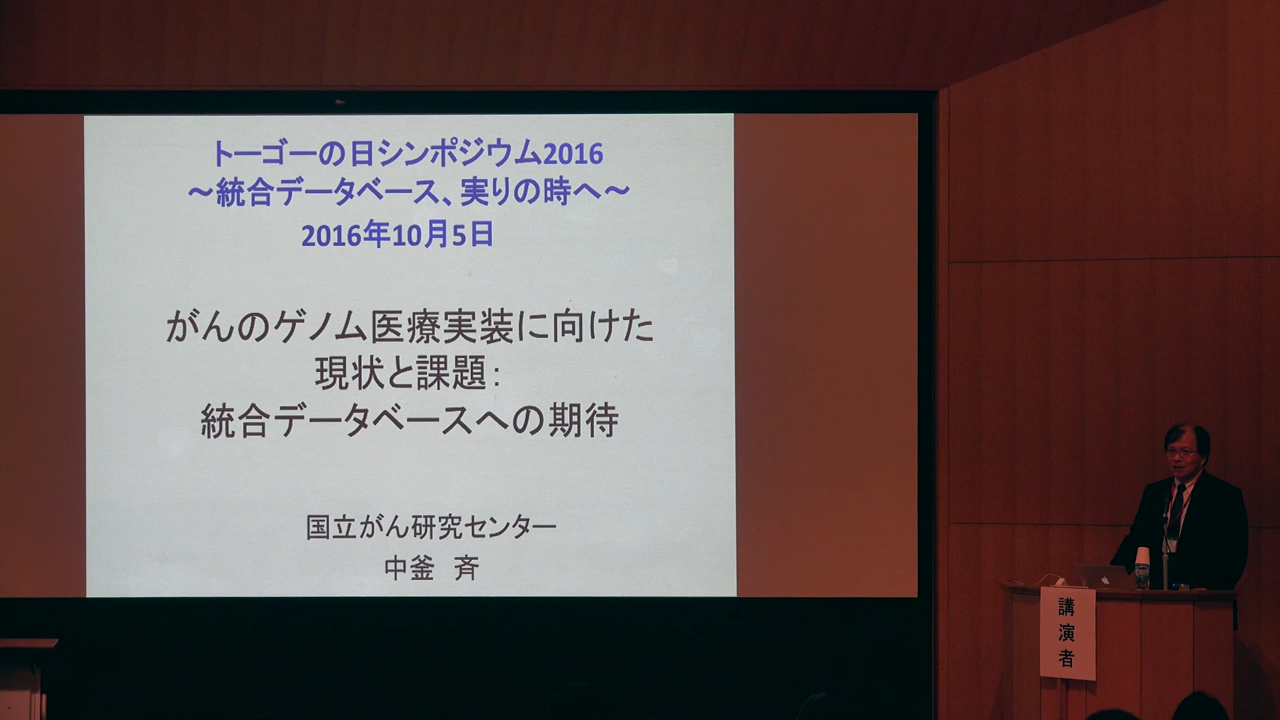 トーゴーの日シンポジウム2016
～統合データベース、実りの時へ～
2016年10月5日
がんのゲノム医療実装に向けた
現状と課題：
統合データベースへの期待
国立がん研究センター
中釜　斉
講演者